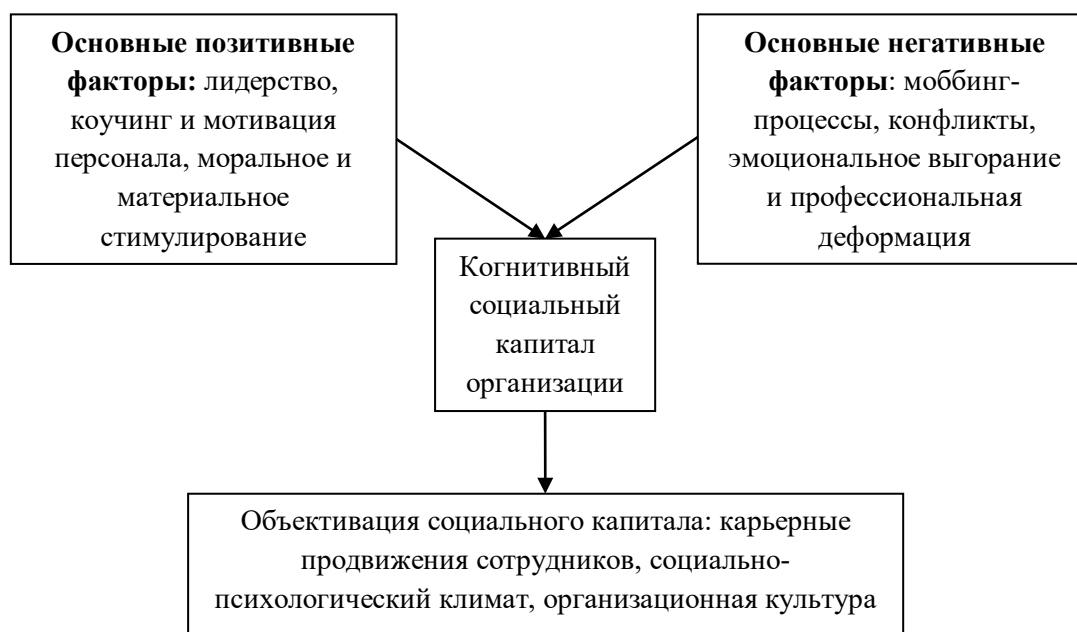 Основные позитивные
факторы: лидерство,
коучинг и мотивация
персонала, моральное и
материальное
стимулирование
Основные негативные
факторы: моббинг-
процессы, конфликты,
эмоциональное выгорание
и профессиональная
деформация
Когнитивный
социальный
капитал
организации
Объективация социального капитала: карьерные
продвижения сотрудников, социально-
психологический климат, организационная культура